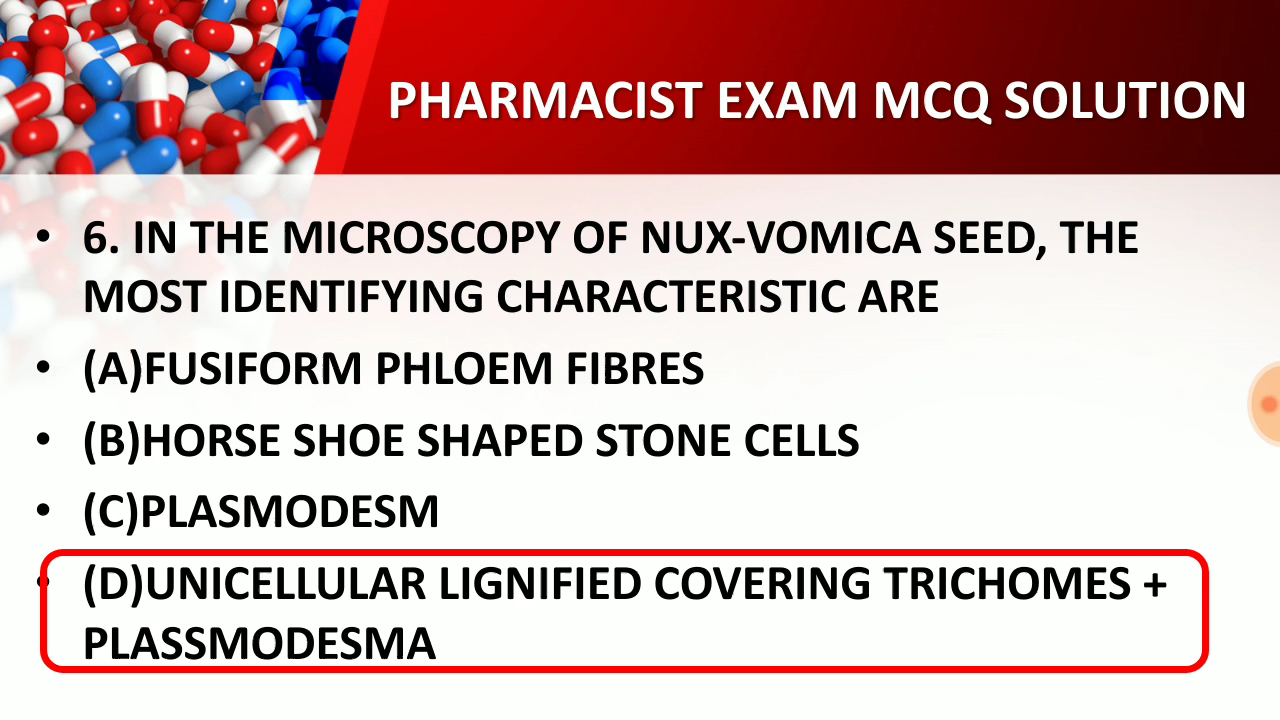 PHARMACIST EXAM MCQ SOLUTION
• 6. IN THE MICROSCOPY OF NUX-VOMICA SEED, THE
MOST IDENTIFYING CHARACTERISTIC ARE
• (A)FUSIFORM PHLOEM FIBRES
• (B)HORSE SHOE SHAPED STONE CELLS
• (C)PLASMODESM
• (D)UNICELLULAR LIGNIFIED COVERING TRICHOMES +
PLASSMODESMA